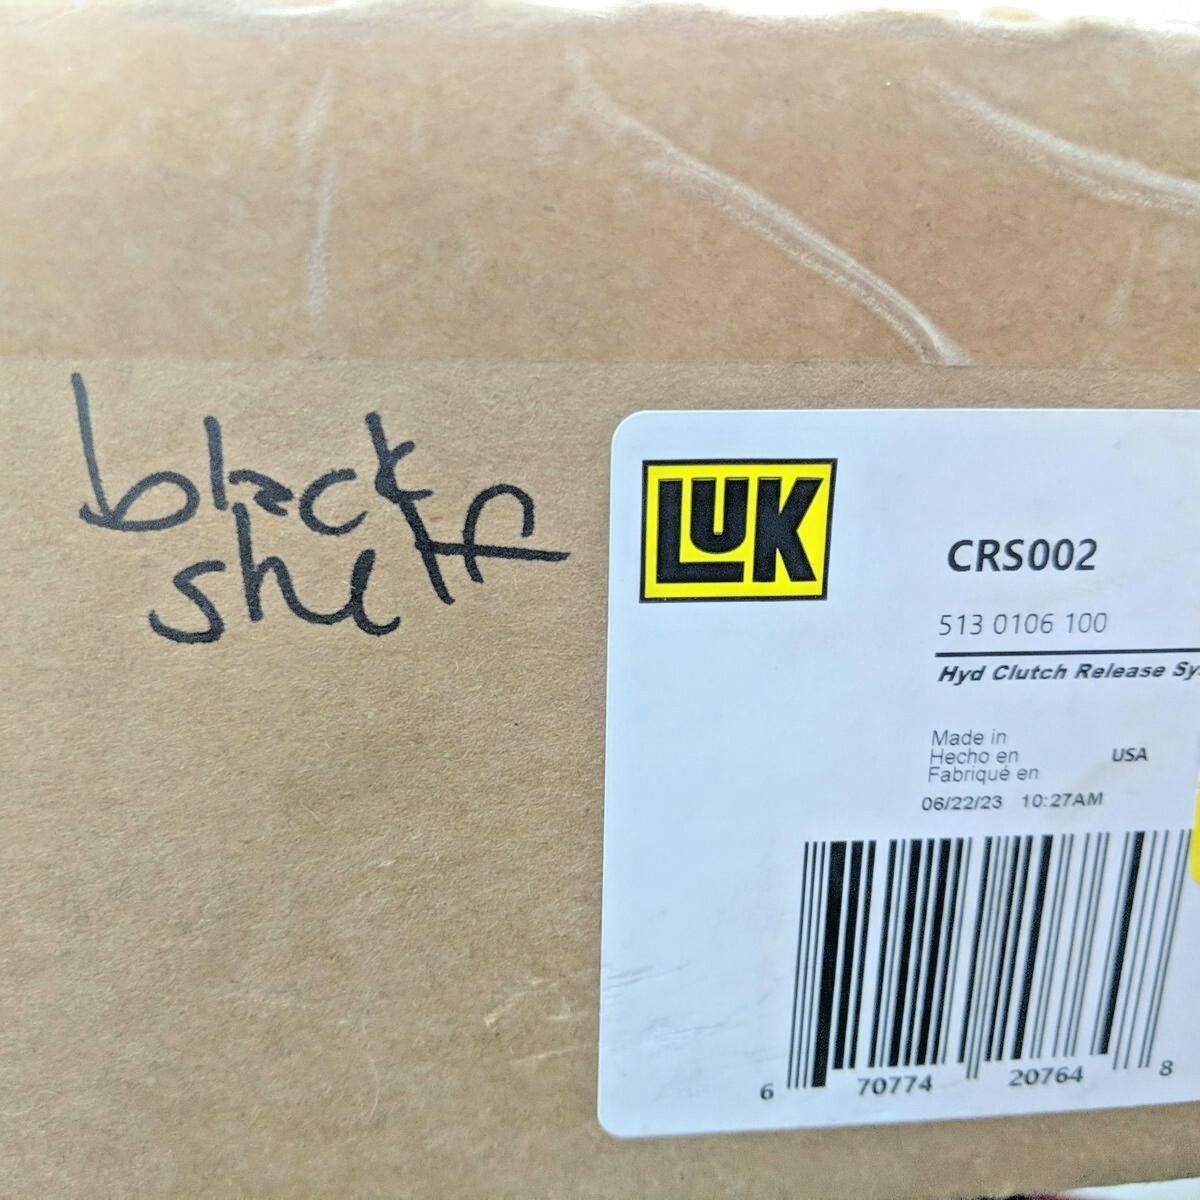 black
shelf
LUK
CRS002
513 0106 100
Hyd Clutch Release Sy
Made in
Hecho en
Fabriqué en
USA
06/22/23 10:27AM
6 70774 20764 8